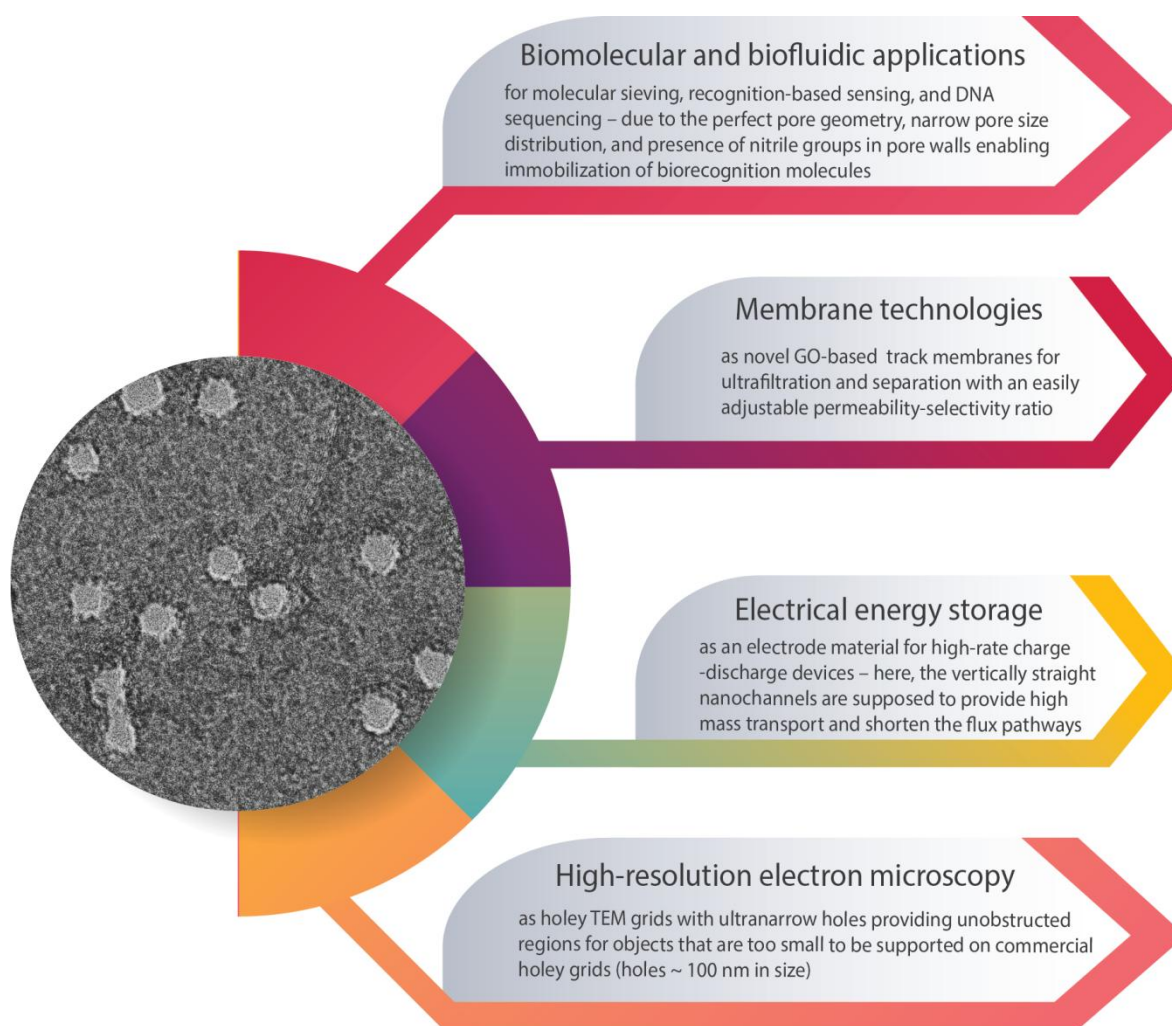 Biomolecular and biofluidic applications
for molecular sieving, recognition-based sensing, and DNA
sequencing – due to the perfect pore geometry, narrow pore size
distribution, and presence of nitrile groups in pore walls enabling
immobilization of biorecognition molecules
Membrane technologies
as novel GO-based track membranes for
ultrafiltration and separation with an easily
adjustable permeability-selectivity ratio
Electrical energy storage
as an electrode material for high-rate charge
-discharge devices – here, the vertically straight
nanochannels are supposed to provide high
mass transport and shorten the flux pathways
High-resolution electron microscopy
as holey TEM grids with ultranarrow holes providing unobstructed
regions for objects that are too small to be supported on commercial
holey grids (holes ~ 100 nm in size)